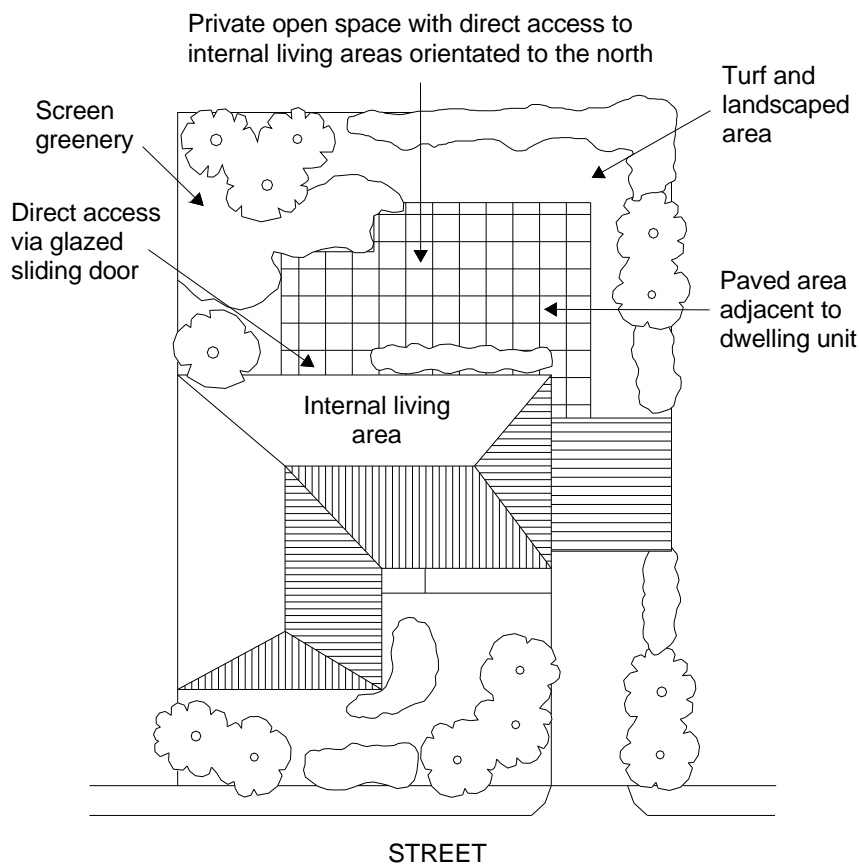 Private open space with direct access to
internal living areas orientated to the north
Turf and
landscaped
area
Screen
greenery
Direct access
via glazed
sliding door
Paved area
adjacent to
dwelling unit
Internal living
area
STREET